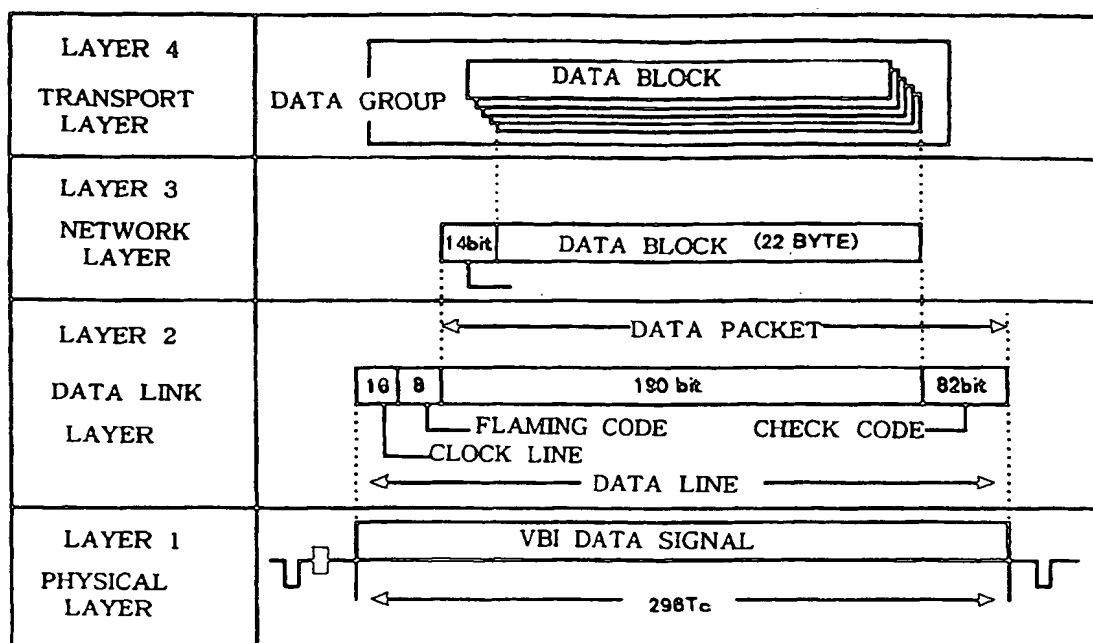 LAYER 4
TRANSPORT
LAYER
DATA GROUP
DATA BLOCK
LAYER 3
NETWORK
LAYER
14bit
DATA BLOCK (22 BYTE)
LAYER 2
DATA LINK
LAYER
DATA PACKET
16
8
190 bit
82bit
FLAMING CODE
CHECK CODE
CLOCK LINE
DATA LINE
LAYER 1
PHYSICAL
LAYER
VBI DATA SIGNAL
296Tc